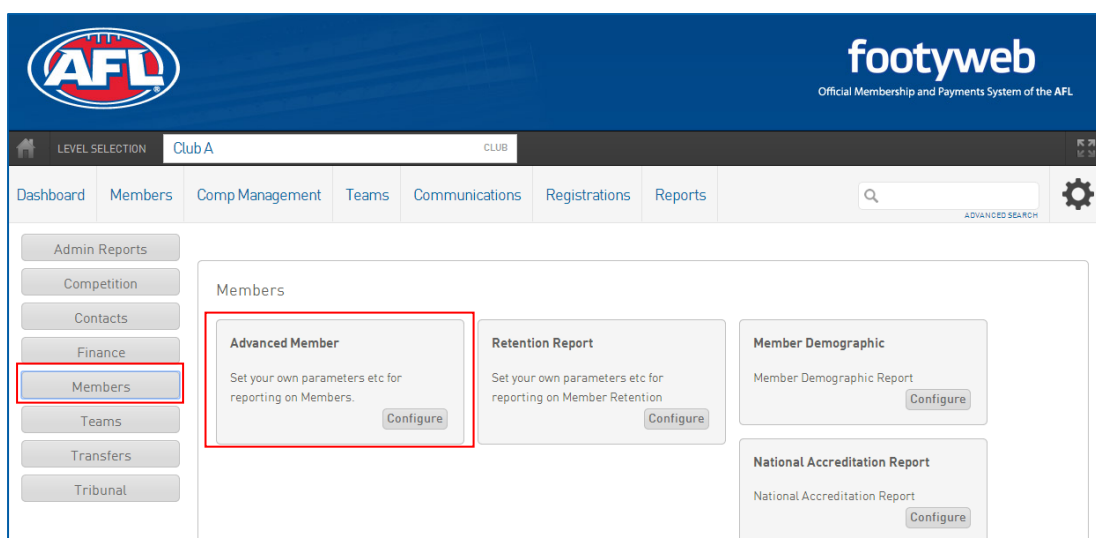 AFL
footyweb
Official Membership and Payments System of the AFL
LEVEL SELECTION Club A CLUB
Dashboard Members Comp Management Teams Communications Registrations Reports
ADVANCED SEARCH
Admin Reports
Competition
Contacts
Finance
Members
Teams
Transfers
Tribunal
Members
Advanced Member
Set your own parameters etc for
reporting on Members.
Configure
Retention Report
Set your own parameters etc for
reporting on Member Retention
Configure
Member Demographic
Member Demographic Report
Configure
National Accreditation Report
National Accreditation Report
Configure